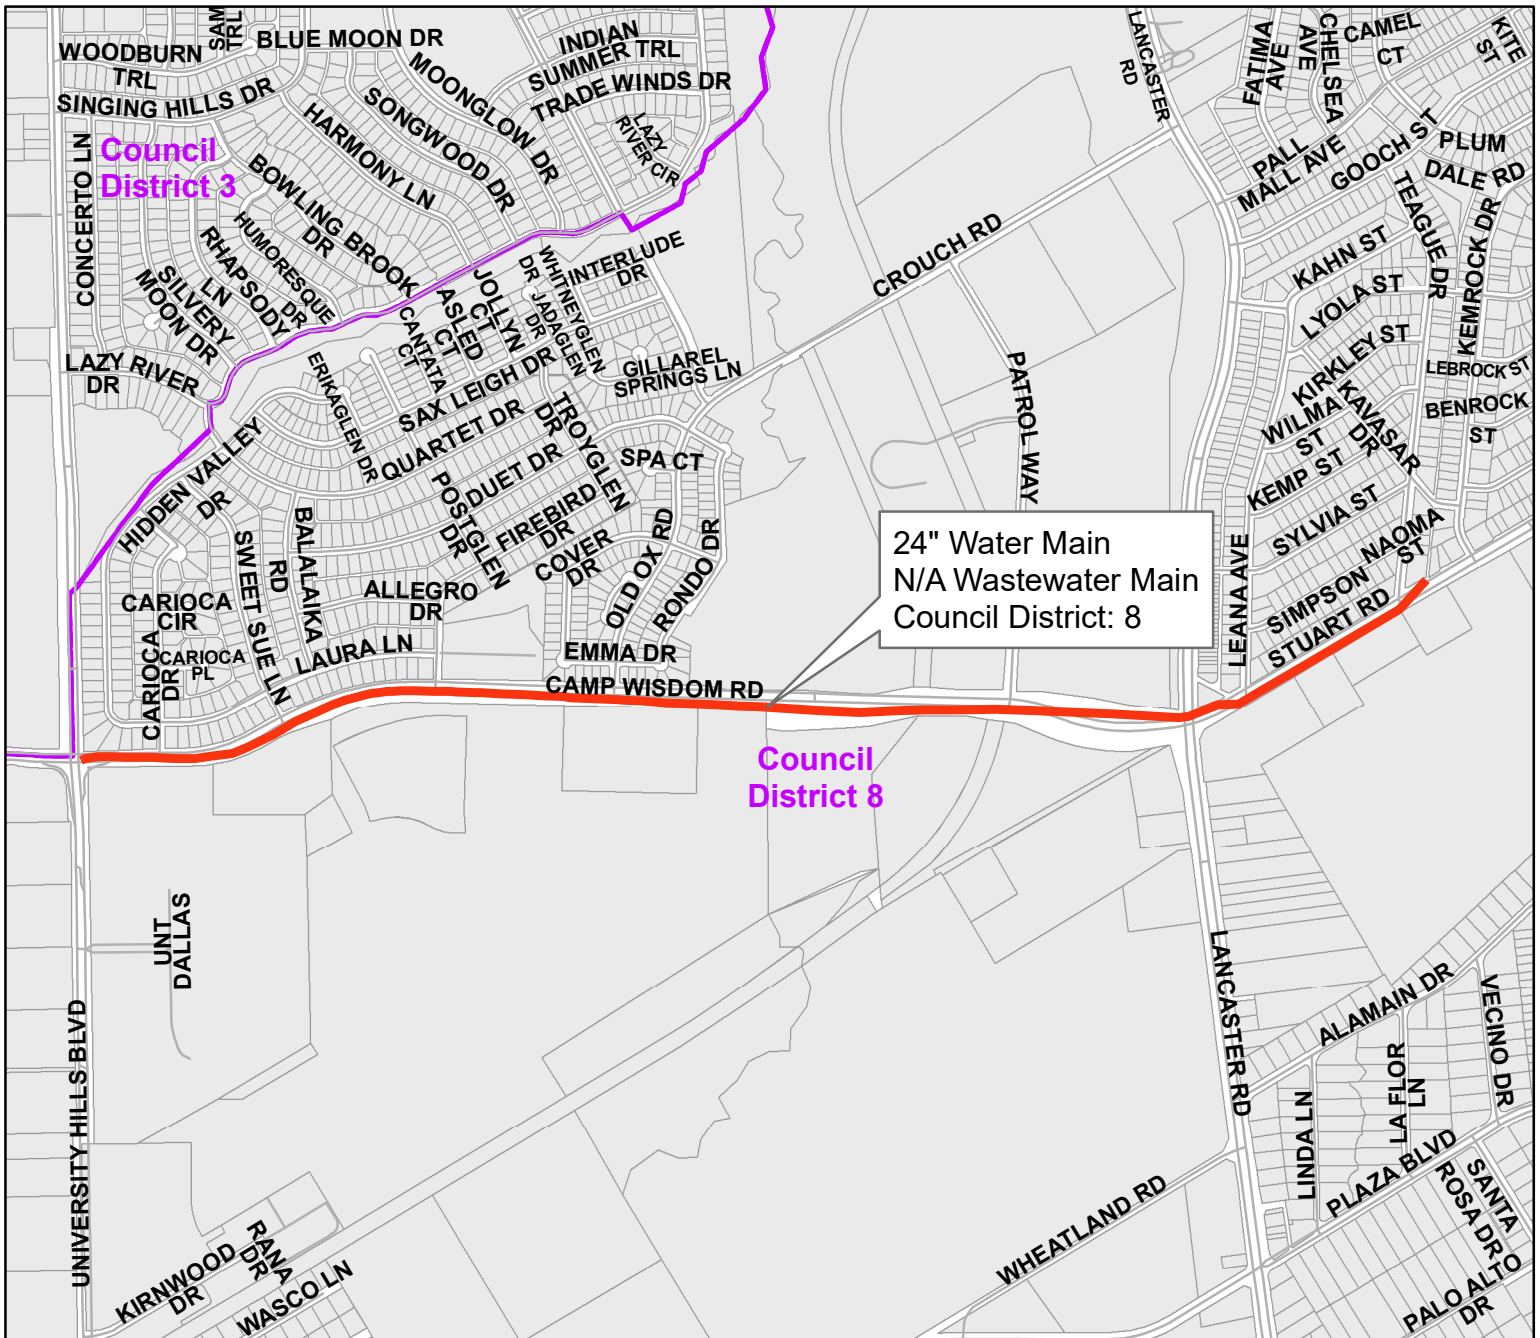 WOODBURN
TRL
SAM
TRL
BLUE MOON DR
SINGING HILLS DR
MOONGLOW DR
SONGWOOD DR
HARMONY LN
INDIAN
SUMMER TRL
TRADE WINDS DR
LAZY
RIVER CIR
LANCASTER
RD
FATIMA
AVE
CHELSEA
AVE
CAMEL
CT
KITE
ST
PALL
MALL AVE
GOOCH ST
PLUM
DALE RD
TEAGUE DR
KEMROCK DR
Council
District 3
CONCERTO LN
BOWLING BROOK
DR
HUMORESQUE
DR
RHAPSODY
LN
SILVERY
MOON DR
LAZY RIVER
DR
JOLLYN
CT
ASLED
CT
CANTATA
CT
WHITNEYGLEN
DR
JADAGLEN
DR
INTERLUDE
DR
CROUCH RD
KAHN ST
LYOLA ST
KIRKLEY ST
LEBROCK ST
BENROCK
ST
KAVASAR
DR
WILMA
ST
KEMP ST
SYLVIA ST
NAOMA
ST
SIMPSON
STUART RD
LEANA AVE
PATROL WAY
GILLAREL
SPRINGS LN
ERIKAGLEN DR
SAX LEIGH DR
QUARTET DR
DUET DR
TROYGLEN
DR
FIREBIRD
DR
POSTGLEN
DR
SPA CT
COVER
DR
OLD OX RD
RONDO DR
HIDDEN VALLEY
DR
SWEET SUE LN
BALALAIKA
RD
ALLEGRO
DR
LAURA LN
CARIOCA
CIR
CARIOCA
PL
CARIOCA
DR
EMMA DR
CAMP WISDOM RD
24" Water Main
N/A Wastewater Main
Council District: 8
Council
District 8
UNT
DALLAS
UNIVERSITY HILLS BLVD
LANCASTER RD
ALAMAIN DR
VECINO DR
LA FLOR
LN
LINDA LN
PLAZA BLVD
SANTA
ROSA DR
PALO ALTO
DR
WHEATLAND RD
KIRNWOOD
DR
RANA
DR
WASCO LN